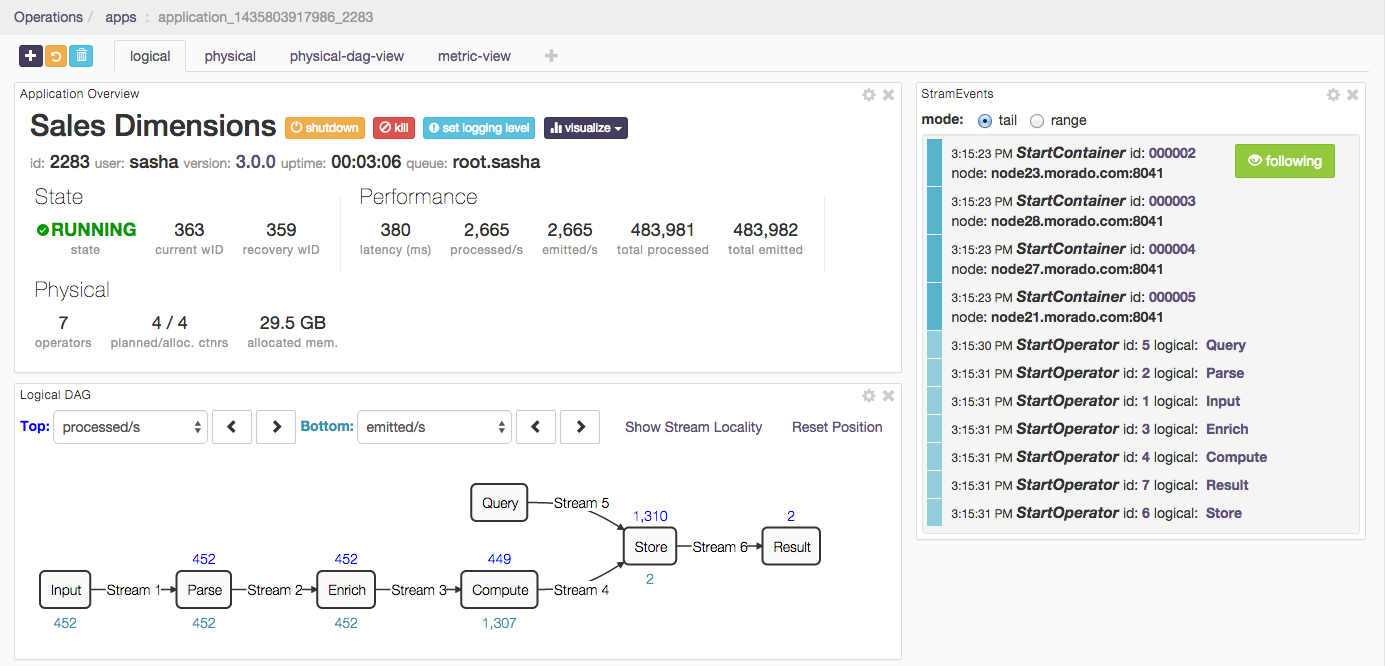 Operations / apps : application_1435803917986_2283
logical physical physical-dag-view metric-view
Application Overview
Sales Dimensions shutdown kill set logging level visualize
id: 2283 user: sasha version: 3.0.0 uptime: 00:03:06 queue: root.sasha
State Performance
RUNNING 363 359 380 2,665 2,665 483,981 483,982
state current wID recovery wID latency (ms) processed/s emitted/s total processed total emitted
Physical
7 4 / 4 29.5 GB
operators planned/alloc. ctnrs allocated mem.
Logical DAG
Top: processed/s Bottom: emitted/s Show Stream Locality Reset Position
Query Stream 5
1,310 2
Store Stream 6 Result
2
452 452 449
Input Stream 1 Parse Stream 2 Enrich Stream 3 Compute Stream 4
452 452 452 1,307
StramEvents
mode: tail range
following
3:15:23 PM StartContainer id: 000002
node: node23.morado.com:8041
3:15:23 PM StartContainer id: 000003
node: node28.morado.com:8041
3:15:23 PM StartContainer id: 000004
node: node27.morado.com:8041
3:15:23 PM StartContainer id: 000005
node: node21.morado.com:8041
3:15:30 PM StartOperator id: 5 logical: Query
3:15:31 PM StartOperator id: 2 logical: Parse
3:15:31 PM StartOperator id: 1 logical: Input
3:15:31 PM StartOperator id: 3 logical: Enrich
3:15:31 PM StartOperator id: 4 logical: Compute
3:15:31 PM StartOperator id: 7 logical: Result
3:15:31 PM StartOperator id: 6 logical: Store